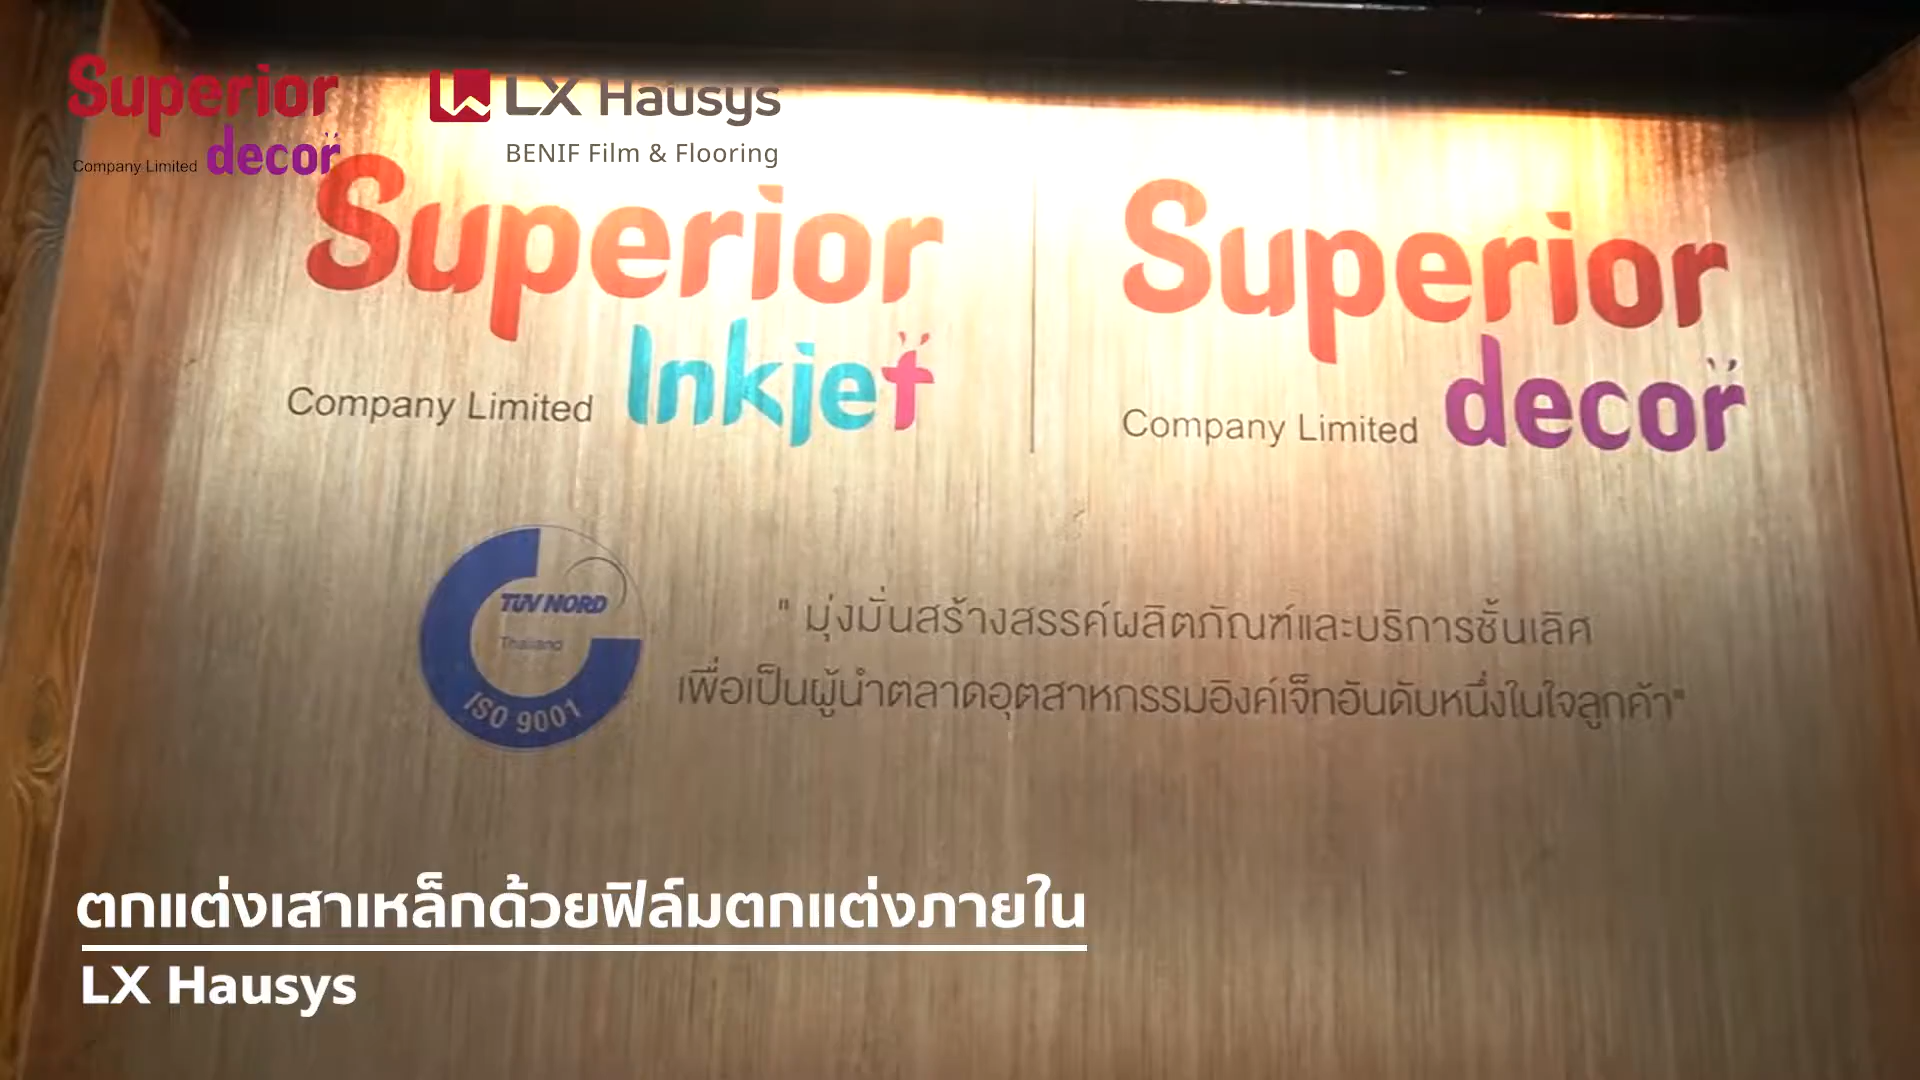 Superior
decor
Company Limited
LX Hausys
BENIF Film & Flooring
Superior
Inkjet
Company Limited
Superior
decor
Company Limited
TÜV NORD
Thailand
ISO 9001
" มุ่งมั่นสร้างสรรค์ผลิตภัณฑ์และบริการชั้นเลิศ
เพื่อเป็นผู้นำตลาดอุตสาหกรรมอิงค์เจ็ทอันดับหนึ่งในใจลูกค้า"
ตกแต่งเสาเหล็กด้วยฟิล์มตกแต่งภายใน
LX Hausys